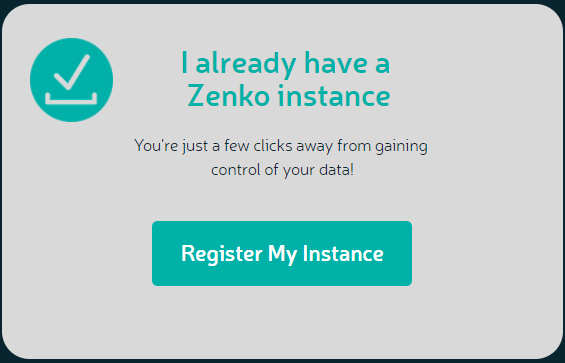 I already have a
Zenko instance
You're just a few clicks away from gaining
control of your data!
Register My Instance